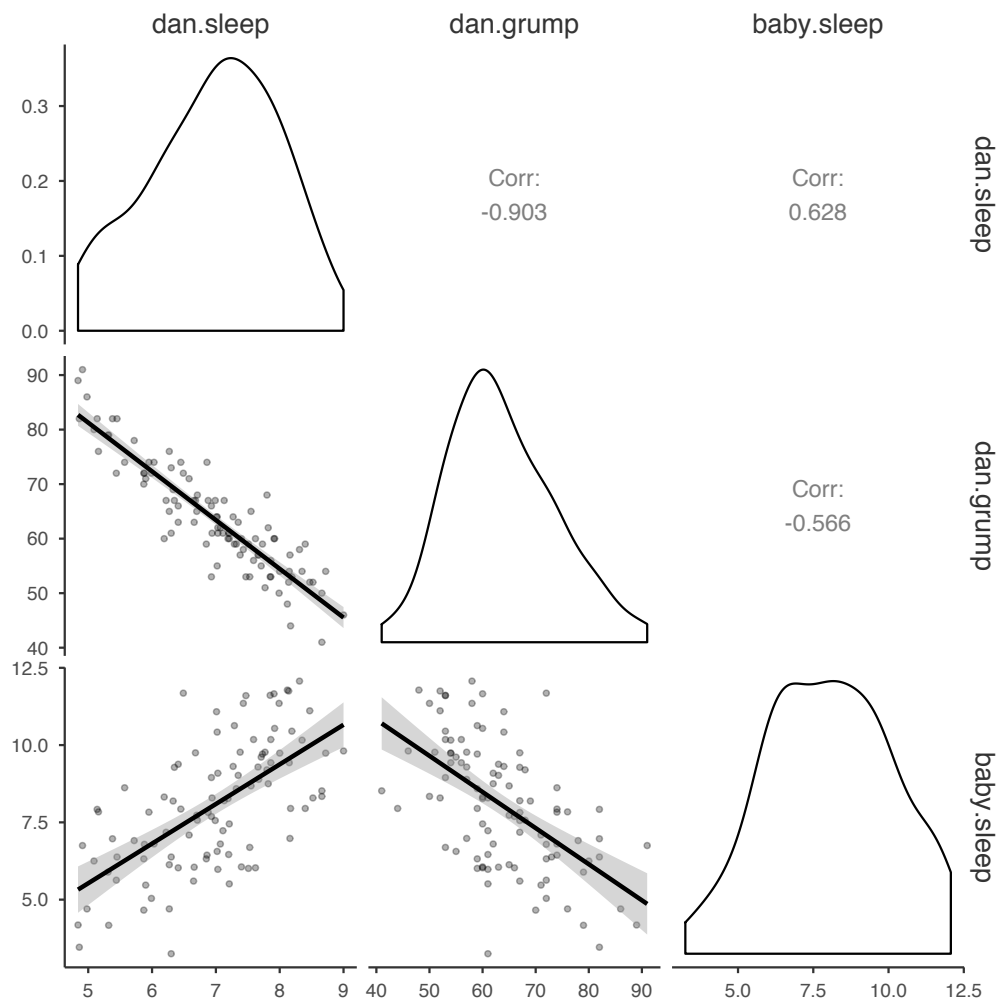 dan.sleep dan.grump baby.sleep
0.3
0.2
0.1
0.0
Corr:
-0.903
Corr:
0.628
dan.sleep
90
80
70
60
50
40
Corr:
-0.566
dan.grump
12.5
10.0
7.5
5.0
baby.sleep
5 6 7 8 9
40 50 60 70 80 90
5.0 7.5 10.0 12.5